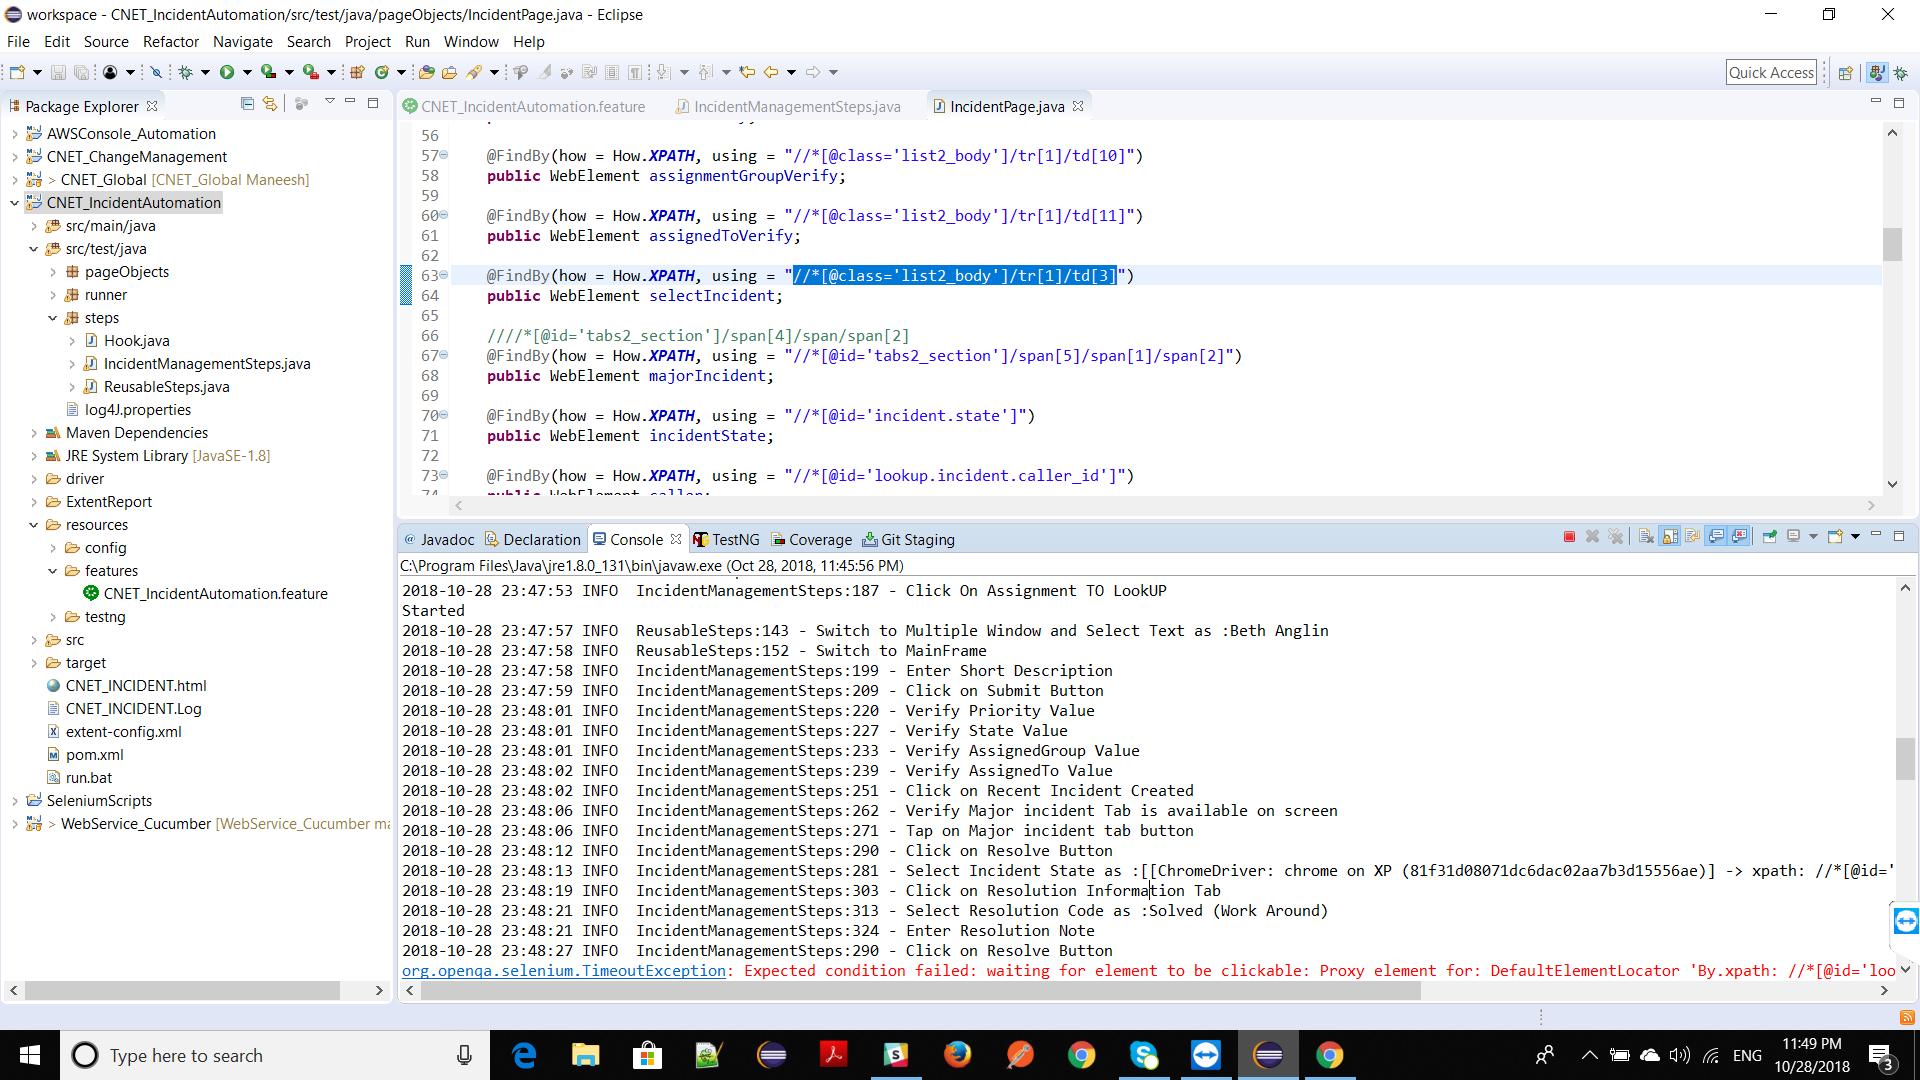 workspace - CNET_IncidentAutomation/src/test/java/pageObjects/IncidentPage.java - Eclipse
File Edit Source Refactor Navigate Search Project Run Window Help
Quick Access
Package Explorer
AWSConsole_Automation
CNET_ChangeManagement
> CNET_Global [CNET_Global Maneesh]
CNET_IncidentAutomation
src/main/java
src/test/java
pageObjects
runner
steps
Hook.java
IncidentManagementSteps.java
ReusableSteps.java
log4J.properties
Maven Dependencies
JRE System Library [JavaSE-1.8]
driver
ExtentReport
resources
config
features
CNET_IncidentAutomation.feature
testng
src
target
CNET_INCIDENT.html
CNET_INCIDENT.Log
extent-config.xml
pom.xml
run.bat
SeleniumScripts
> WebService_Cucumber [WebService_Cucumber ma
CNET_IncidentAutomation.feature IncidentManagementSteps.java IncidentPage.java
56
57 @FindBy(how = How.XPATH, using = "//*[@class='list2_body']/tr[1]/td[10]")
58 public WebElement assignmentGroupVerify;
59
60 @FindBy(how = How.XPATH, using = "//*[@class='list2_body']/tr[1]/td[11]")
61 public WebElement assignedToVerify;
62
63 @FindBy(how = How.XPATH, using = "//*[@class='list2_body']/tr[1]/td[3]")
64 public WebElement selectIncident;
65
66 ////*[@id='tabs2_section']/span[4]/span/span[2]
67 @FindBy(how = How.XPATH, using = "//*[@id='tabs2_section']/span[5]/span[1]/span[2]")
68 public WebElement majorIncident;
69
70 @FindBy(how = How.XPATH, using = "//*[@id='incident.state']")
71 public WebElement incidentState;
72
73 @FindBy(how = How.XPATH, using = "//*[@id='lookup.incident.caller_id']")
74 public WebElement caller;
Javadoc Declaration Console TestNG Coverage Git Staging
C:\Program Files\Java\jre1.8.0_131\bin\javaw.exe (Oct 28, 2018, 11:45:56 PM)
2018-10-28 23:47:53 INFO IncidentManagementSteps:187 - Click On Assignment TO LookUP
Started
2018-10-28 23:47:57 INFO ReusableSteps:143 - Switch to Multiple Window and Select Text as :Beth Anglin
2018-10-28 23:47:58 INFO ReusableSteps:152 - Switch to MainFrame
2018-10-28 23:47:58 INFO IncidentManagementSteps:199 - Enter Short Description
2018-10-28 23:47:59 INFO IncidentManagementSteps:209 - Click on Submit Button
2018-10-28 23:48:01 INFO IncidentManagementSteps:220 - Verify Priority Value
2018-10-28 23:48:01 INFO IncidentManagementSteps:227 - Verify State Value
2018-10-28 23:48:01 INFO IncidentManagementSteps:233 - Verify AssignedGroup Value
2018-10-28 23:48:02 INFO IncidentManagementSteps:239 - Verify AssignedTo Value
2018-10-28 23:48:02 INFO IncidentManagementSteps:251 - Click on Recent Incident Created
2018-10-28 23:48:06 INFO IncidentManagementSteps:262 - Verify Major incident Tab is available on screen
2018-10-28 23:48:06 INFO IncidentManagementSteps:271 - Tap on Major incident tab button
2018-10-28 23:48:12 INFO IncidentManagementSteps:290 - Click on Resolve Button
2018-10-28 23:48:13 INFO IncidentManagementSteps:281 - Select Incident State as :[[ChromeDriver: chrome on XP (81f31d08071dc6dac02aa7b3d15556ae)] -> xpath: //*[@id='
2018-10-28 23:48:19 INFO IncidentManagementSteps:303 - Click on Resolution Information Tab
2018-10-28 23:48:21 INFO IncidentManagementSteps:313 - Select Resolution Code as :Solved (Work Around)
2018-10-28 23:48:21 INFO IncidentManagementSteps:324 - Enter Resolution Note
2018-10-28 23:48:27 INFO IncidentManagementSteps:290 - Click on Resolve Button
org.openqa.selenium.TimeoutException: Expected condition failed: waiting for element to be clickable: Proxy element for: DefaultElementLocator 'By.xpath: //*[@id='loo
Type here to search
ENG
11:49 PM
10/28/2018
3